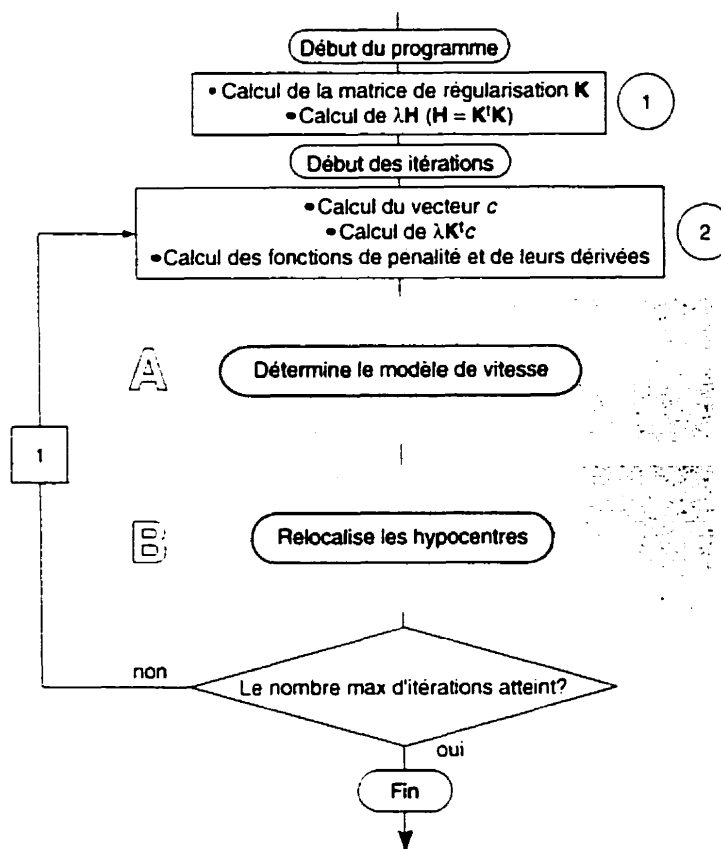 Début du programme
• Calcul de la matrice de régularisation K
• Calcul de λH (H = KᵗK)
1
Début des itérations
• Calcul du vecteur c
• Calcul de λKᵗc
• Calcul des fonctions de pénalité et de leurs dérivées
2
A
Détermine le modèle de vitesse
1
B
Relocalise les hypocentres
non
Le nombre max d'itérations atteint?
oui
Fin